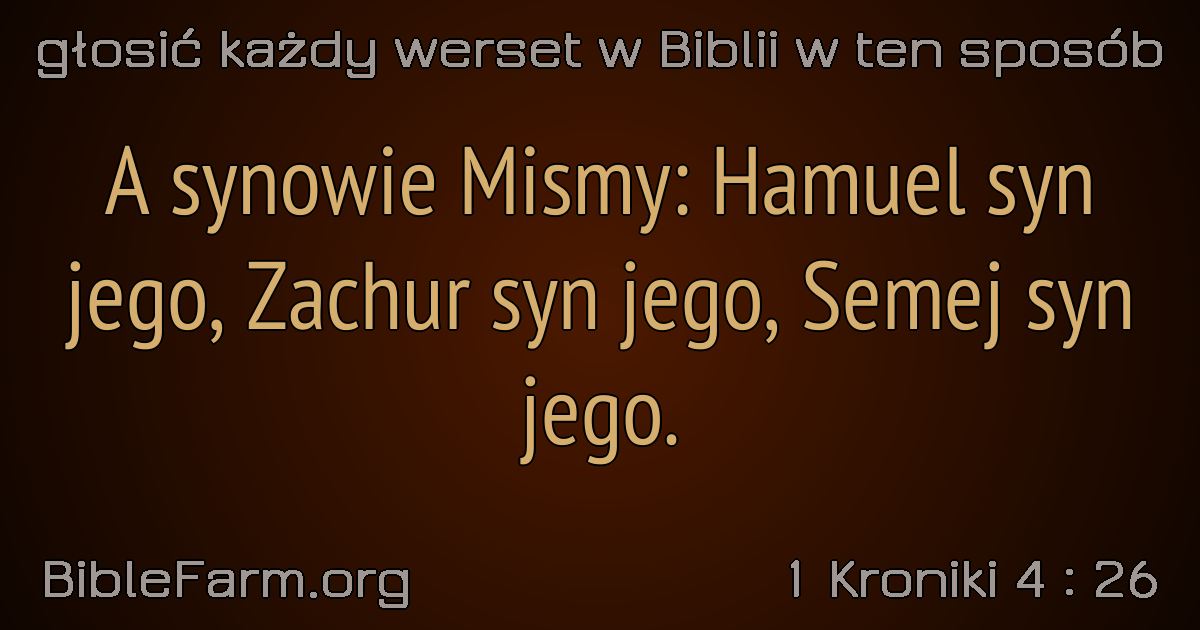 głosić każdy werset w Biblii w ten sposób
A synowie Mismy: Hamuel syn
jego, Zachur syn jego, Semej syn
jego.
BibleFarm.org
1 Kroniki 4 : 26